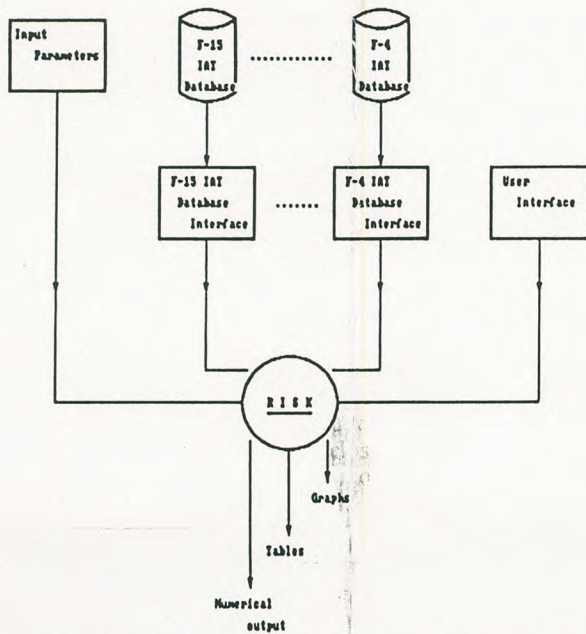 Input
Parameters
F-15
IAT
Database
............
F-4
IAT
Database
F-15 IAT
Database
Interface
.......
F-4 IAT
Database
Interface
User
Interface
RISK
Graphs
Tables
Numerical
output